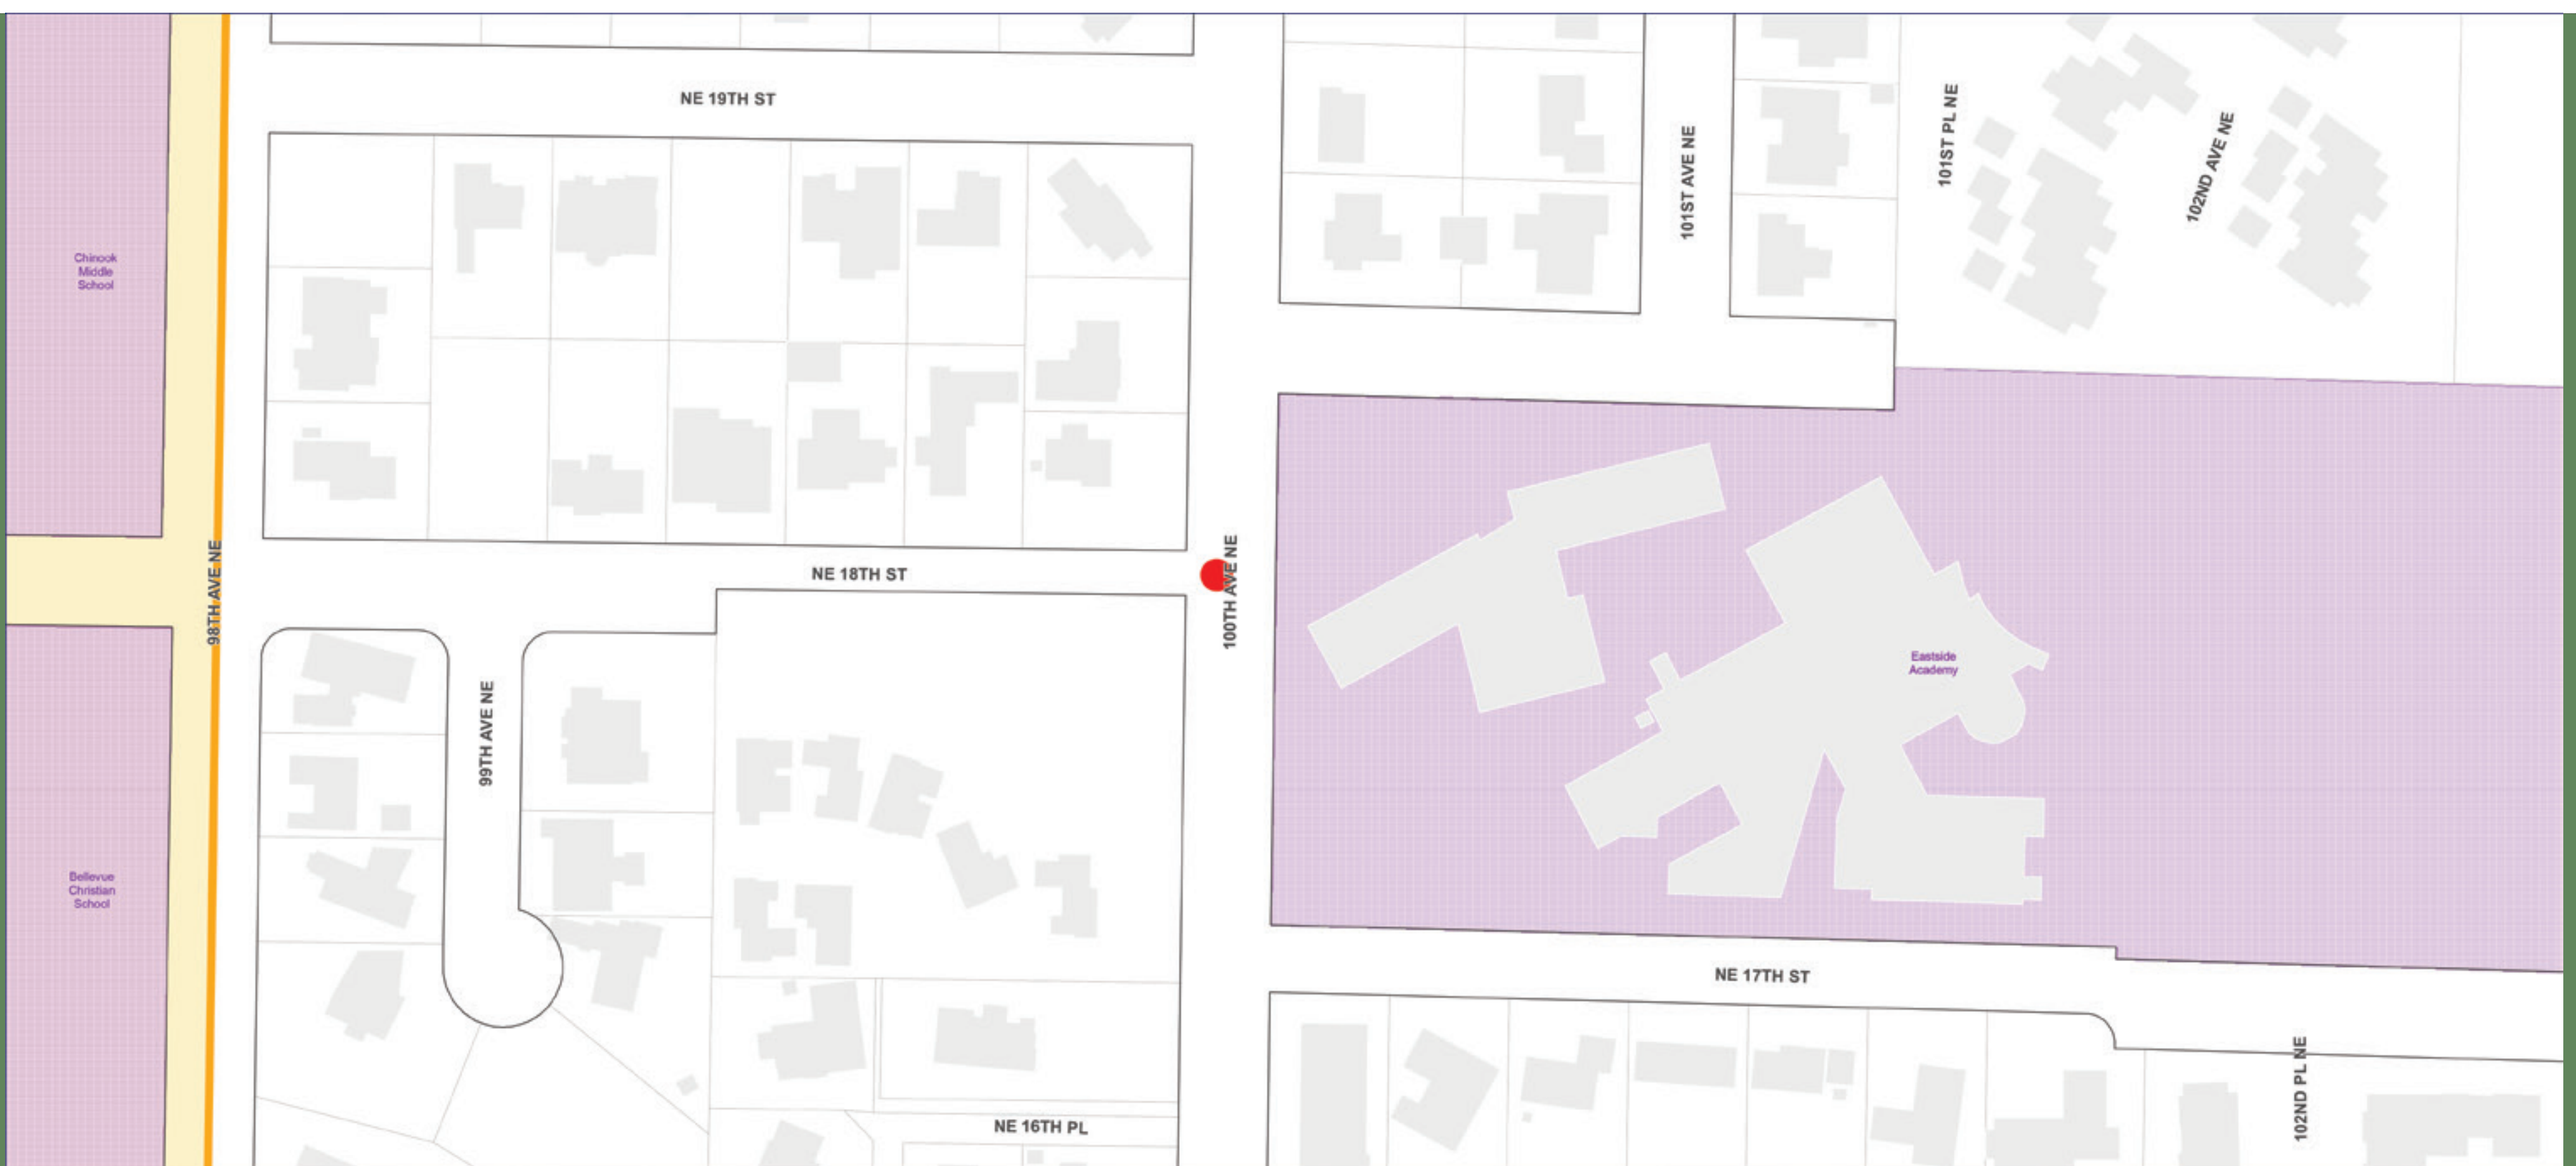 NE 19TH ST
101ST AVE NE
101ST PL NE
102ND AVE NE
Chinook
Middle
School
98TH AVE NE
NE 18TH ST
100TH AVE NE
99TH AVE NE
Eastside
Academy
Bellevue
Christian
School
NE 17TH ST
NE 16TH PL
102ND PL NE